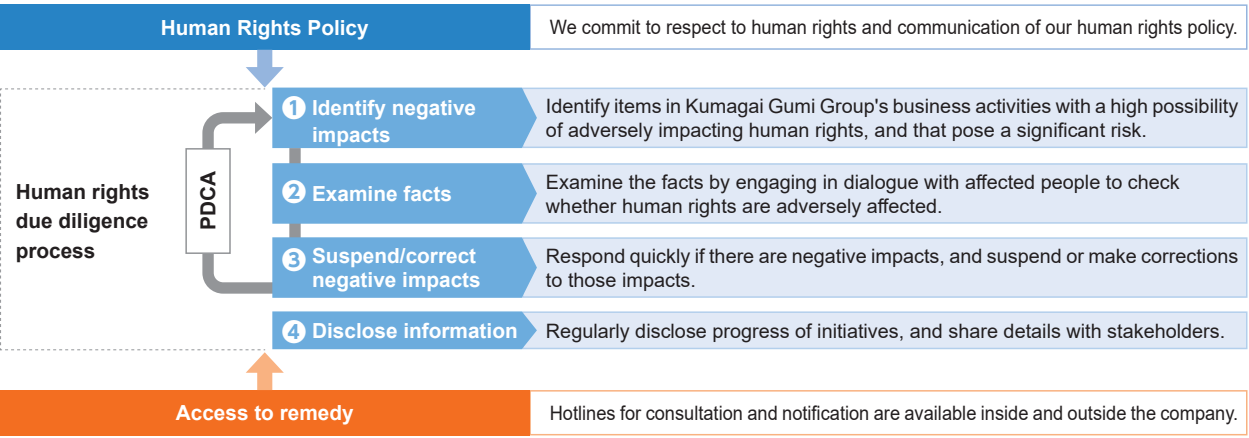 Human Rights Policy
We commit to respect to human rights and communication of our human rights policy.
Human rights
due diligence
process
PDCA
1 Identify negative
impacts
Identify items in Kumagai Gumi Group's business activities with a high possibility
of adversely impacting human rights, and that pose a significant risk.
2 Examine facts
Examine the facts by engaging in dialogue with affected people to check
whether human rights are adversely affected.
3 Suspend/correct
negative impacts
Respond quickly if there are negative impacts, and suspend or make corrections
to those impacts.
4 Disclose information
Regularly disclose progress of initiatives, and share details with stakeholders.
Access to remedy
Hotlines for consultation and notification are available inside and outside the company.